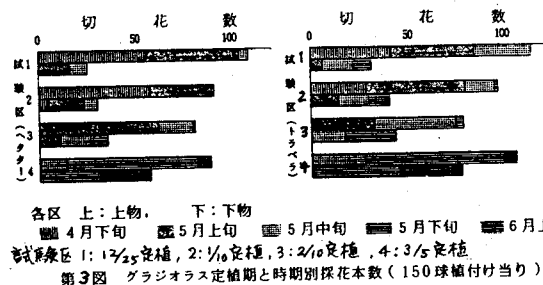 切 花 数
0 50 100
試験区(ヘクター)
1
2
3
4
切 花 数
0 50 100
試験区(トラベラ)
1
2
3
4
各区 上:上物, 下:下物
4月下旬 5月上旬 5月中旬 5月下旬 6月上
試験区 1:12/25定植, 2:1/10定植, 3:2/10定植, 4:3/5定植
第3図 グラジオラス定植期と時期別採花本数(150球植付け当り)